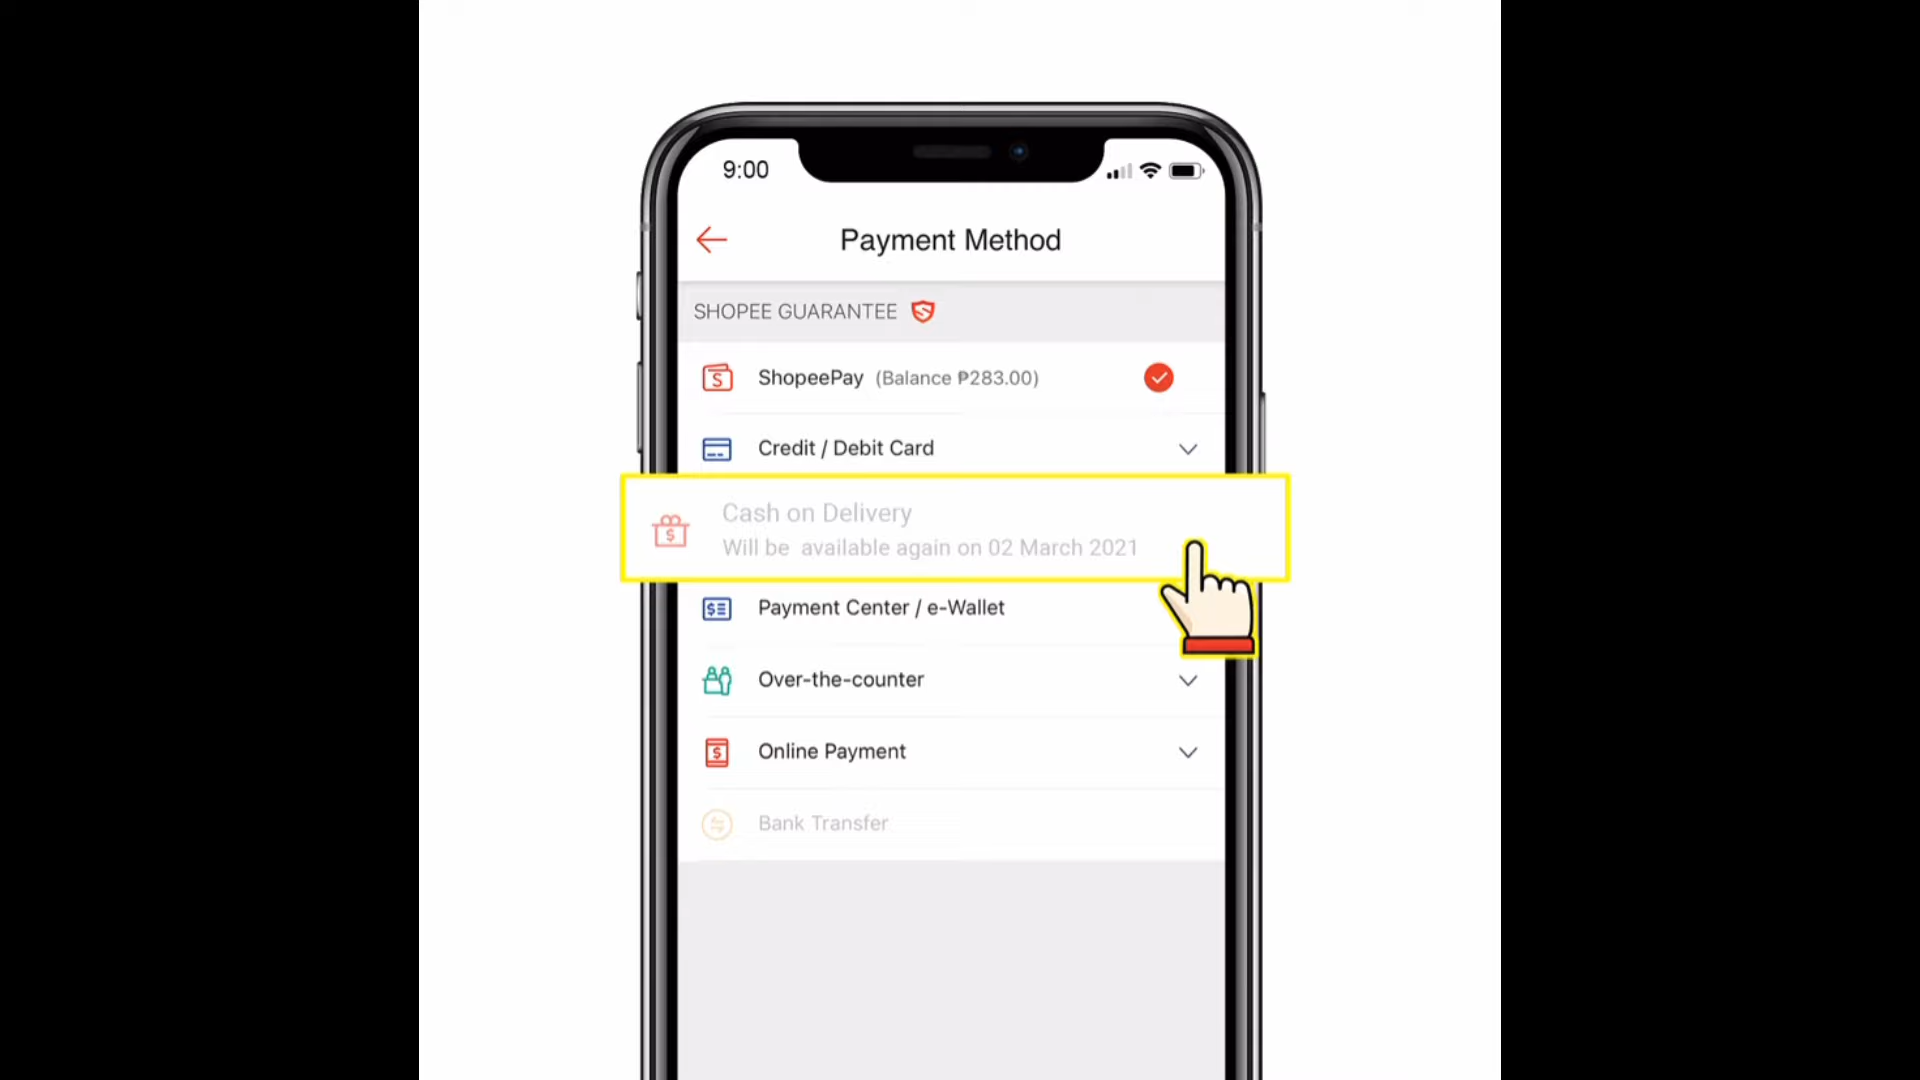 9:00
Payment Method
SHOPEE GUARANTEE
ShopeePay (Balance ₱283.00)
Credit / Debit Card
Cash on Delivery
Will be available again on 02 March 2021
Payment Center / e-Wallet
Over-the-counter
Online Payment
Bank Transfer